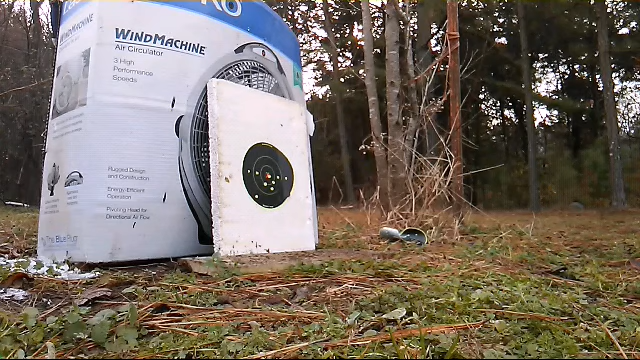 WINDMACHINE
WINDMACHINE
Air Circulator
3 High
Performance
Speeds
Rugged Design
and Construction
Energy-Efficient
Operation
Pivoting Head for
Directional Air Flow